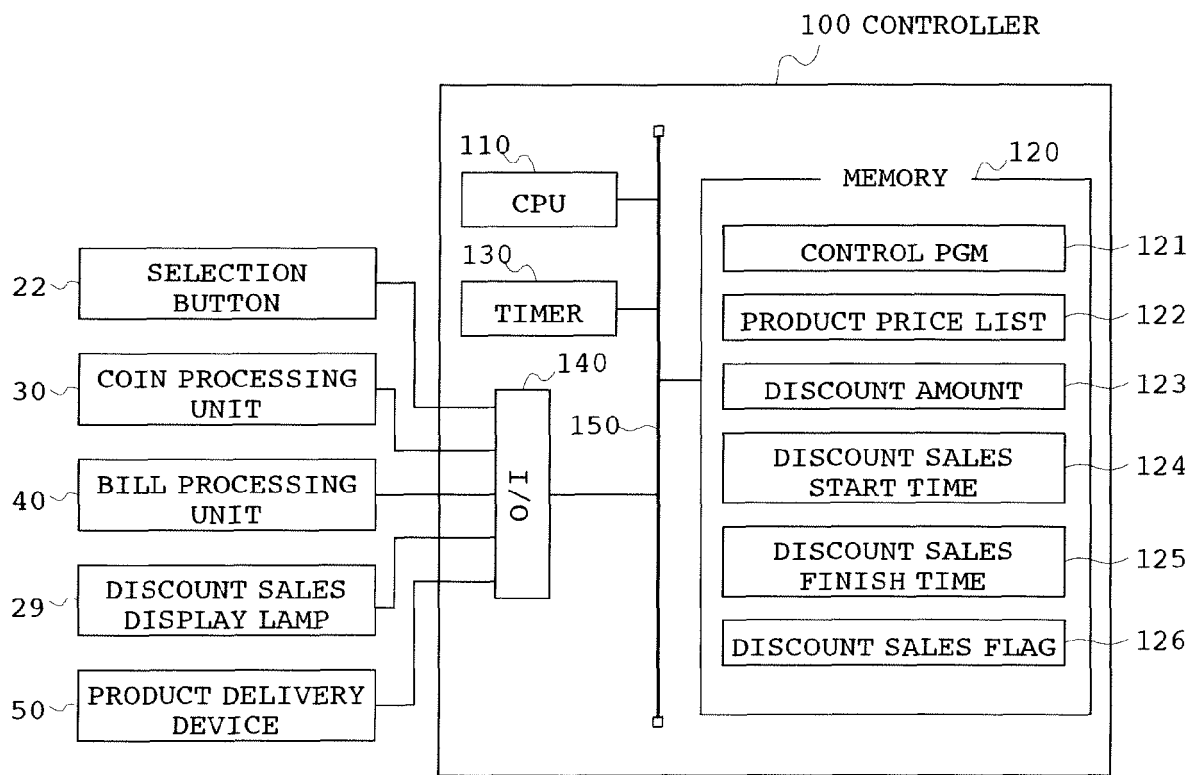 100 CONTROLLER
110
CPU
130
TIMER
140
I/O
150
120
MEMORY
CONTROL PGM
121
PRODUCT PRICE LIST
122
DISCOUNT AMOUNT
123
DISCOUNT SALES
START TIME
124
DISCOUNT SALES
FINISH TIME
125
DISCOUNT SALES FLAG
126
22
SELECTION
BUTTON
30
COIN PROCESSING
UNIT
40
BILL PROCESSING
UNIT
29
DISCOUNT SALES
DISPLAY LAMP
50
PRODUCT DELIVERY
DEVICE